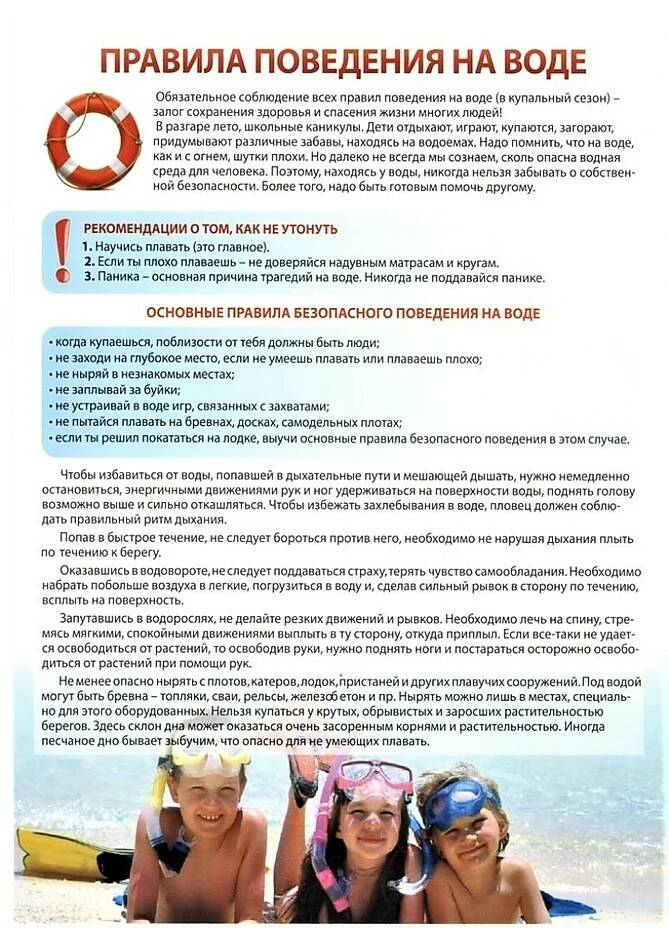 ПРАВИЛА ПОВЕДЕНИЯ НА ВОДЕ
Обязательное соблюдение всех правил поведения на воде (в купальный сезон) –
залог сохранения здоровья и спасения жизни многих людей!
В разгаре лето, школьные каникулы. Дети отдыхают, играют, купаются, загорают,
придумывают различные забавы, находясь на водоемах. Надо помнить, что на воде,
как и с огнем, шутки плохи. Но далеко не всегда мы сознаем, сколь опасна водная
среда для человека. Поэтому, находясь у воды, никогда нельзя забывать о собствен-
ной безопасности. Более того, надо быть готовым помочь другому.
РЕКОМЕНДАЦИИ О ТОМ, КАК НЕ УТОНУТЬ
1. Научись плавать (это главное).
2. Если ты плохо плаваешь – не доверяйся надувным матрасам и кругам.
3. Паника – основная причина трагедий на воде. Никогда не поддавайся панике.
ОСНОВНЫЕ ПРАВИЛА БЕЗОПАСНОГО ПОВЕДЕНИЯ НА ВОДЕ
• когда купаешься, поблизости от тебя должны быть люди;
• не заходи на глубокое место, если не умеешь плавать или плаваешь плохо;
• не ныряй в незнакомых местах;
• не заплывай за буйки;
• не устраивай в воде игр, связанных с захватами;
• не пытайся плавать на бревнах, досках, самодельных плотах;
• если ты решил покататься на лодке, выучи основные правила безопасного поведения в этом случае.
Чтобы избавиться от воды, попавшей в дыхательные пути и мешающей дышать, нужно немедленно
остановиться, энергичными движениями рук и ног удерживаться на поверхности воды, поднять голову
возможно выше и сильно откашляться. Чтобы избежать захлебывания в воде, пловец должен соблю-
дать правильный ритм дыхания.
Попав в быстрое течение, не следует бороться против него, необходимо не нарушая дыхания плыть
по течению к берегу.
Оказавшись в водовороте, не следует поддаваться страху, терять чувство самообладания. Необходимо
набрать побольше воздуха в легкие, погрузиться в воду и, сделав сильный рывок в сторону по течению,
всплыть на поверхность.
Запутавшись в водорослях, не делайте резких движений и рывков. Необходимо лечь на спину, стре-
мясь мягкими, спокойными движениями выплыть в ту сторону, откуда приплыл. Если все-таки не удает-
ся освободиться от растений, то освободив руки, нужно поднять ноги и постараться осторожно освобо-
диться от растений при помощи рук.
Не менее опасно нырять с плотов, катеров, лодок, пристаней и других плавучих сооружений. Под водой
могут быть бревна – топляки, сваи, рельсы, железобетон и пр. Нырять можно лишь в местах, специаль-
но для этого оборудованных. Нельзя купаться у крутых, обрывистых и заросших растительностью
берегов. Здесь склон дна может оказаться очень засоренным корнями и растительностью. Иногда
песчаное дно бывает зыбучим, что опасно для не умеющих плавать.